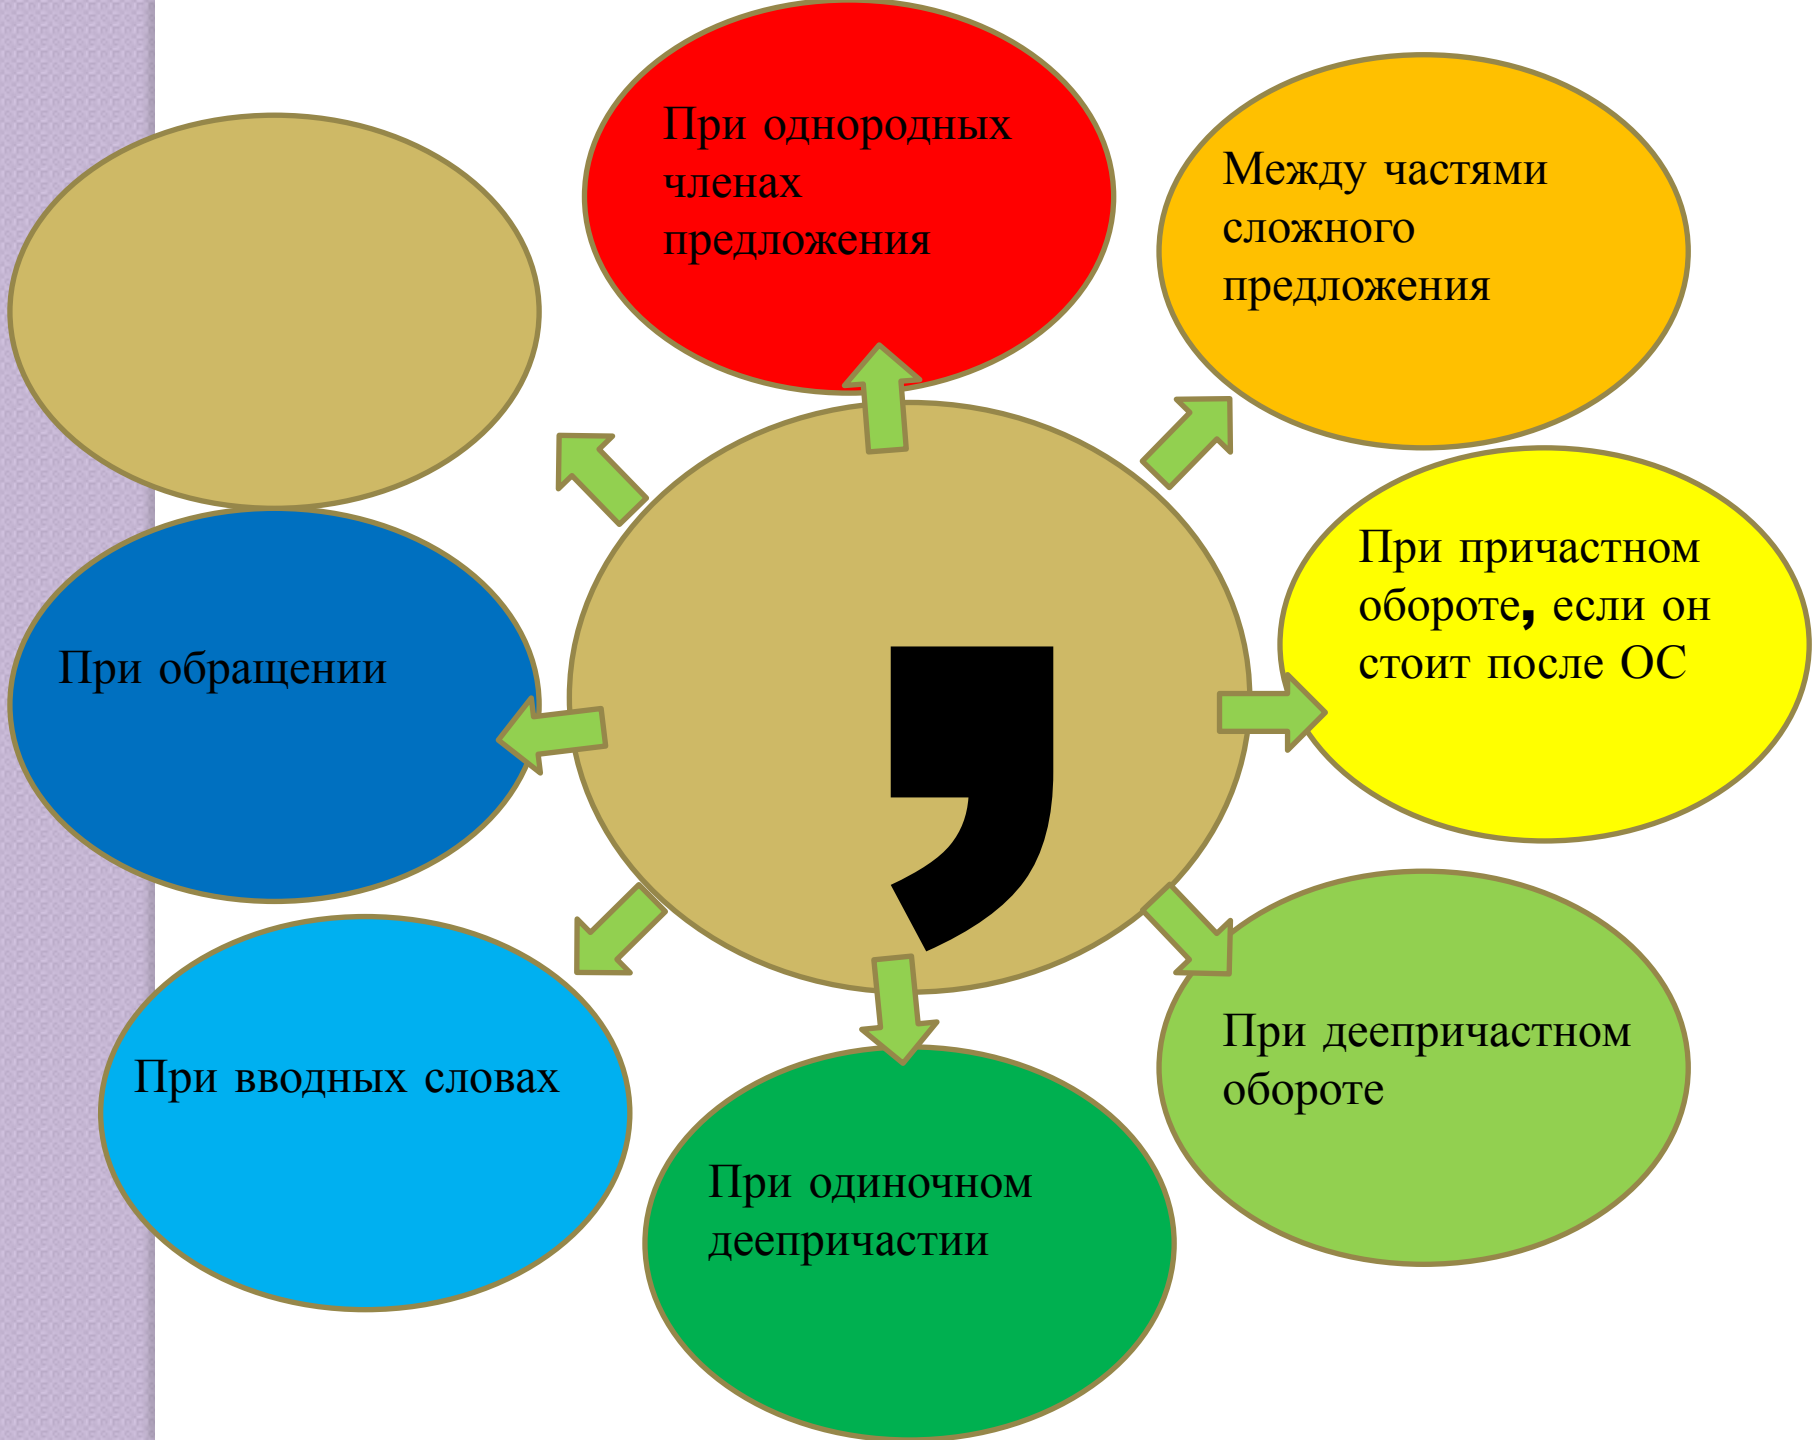 При однородных
членах
предложения
Между частями
сложного
предложения
При причастном
обороте, если он
стоит после ОС
При деепричастном
обороте
При одиночном
деепричастии
При вводных словах
При обращении
,